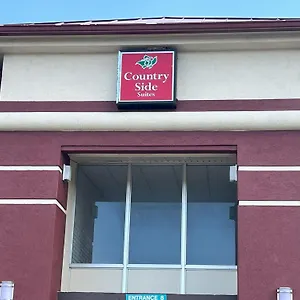 Country
Side
Suites
ENTRANCE B